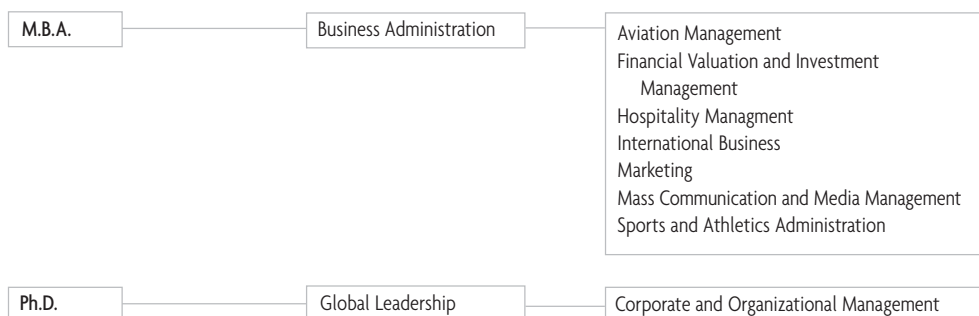 M.B.A.
Business Administration
Aviation Management
Financial Valuation and Investment
Management
Hospitality Managment
International Business
Marketing
Mass Communication and Media Management
Sports and Athletics Administration
Ph.D.
Global Leadership
Corporate and Organizational Management